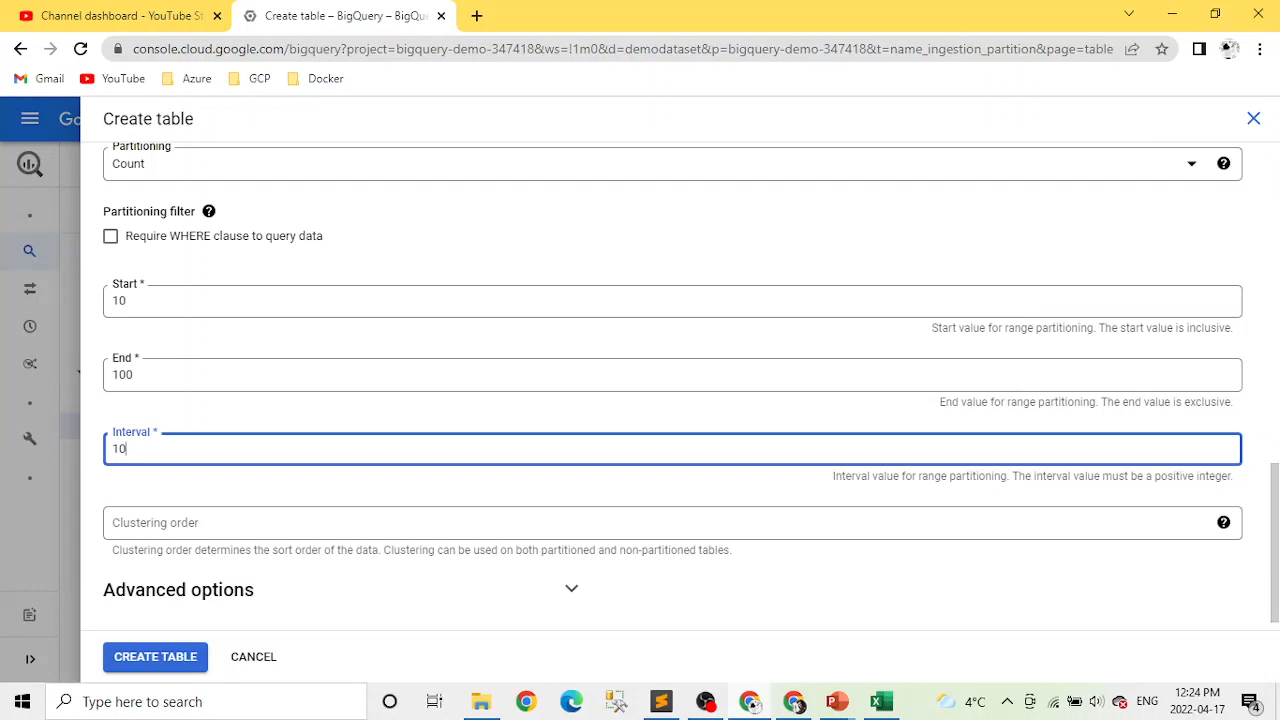 Channel dashboard - YouTube St
Create table – BigQuery – BigQu
console.cloud.google.com/bigquery?project=bigquery-demo-347418&ws=!1m0&d=demodataset&p=bigquery-demo-347418&t=name_ingestion_partition&page=table
Gmail YouTube Azure GCP Docker
Go
Create table
Partitioning
Count
Partitioning filter
Require WHERE clause to query data
Start *
10
Start value for range partitioning. The start value is inclusive.
End *
100
End value for range partitioning. The end value is exclusive.
Interval *
10
Interval value for range partitioning. The interval value must be a positive integer.
Clustering order
Clustering order determines the sort order of the data. Clustering can be used on both partitioned and non-partitioned tables.
Advanced options
CREATE TABLE CANCEL
Type here to search
4°C
ENG
12:24 PM
2022-04-17
4